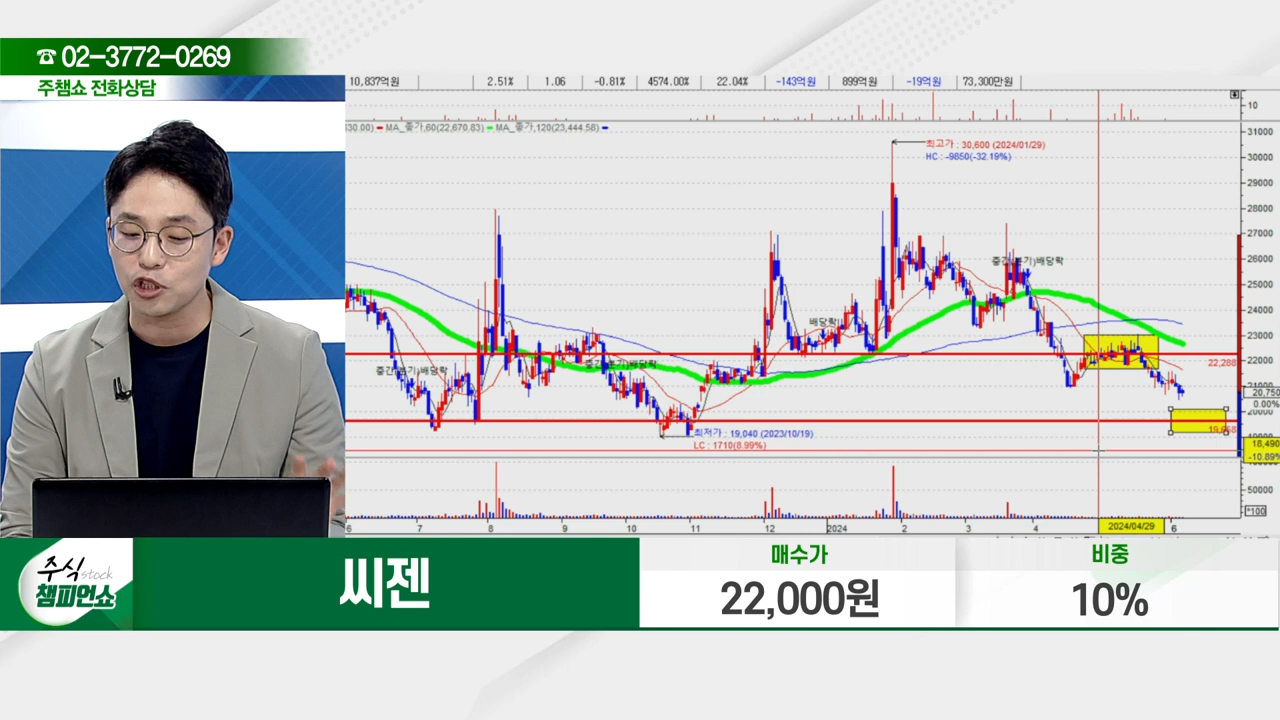 ☎ 02-3772-0269
주챔쇼 전화상담
10,837억원 2.51% 1.06 -0.81% 4574.00% 22.04% -143억원 899억원 -19억원 73,300만원
10
30.00) MA_종가,60(22,670.83) MA_종가,120(23,444.58)
31000
최고가 : 30,600 (2024/01/29)
HC : -9850(-32.19%)
30000
29000
28000
27000
26000
중간(분기)배당락
25000
24000
배당락
23000
22,288
22000
중간(분기)배당락
중간(분기)배당락
21000
20,750
0.00%
20000
19,668
최저가 : 19,040 (2023/10/19)
LC : 1710(8.99%)
18,490
-10.89%
50000
*100
6 7 8 9 10 11 12 2024 2 3 4 2024/04/29 6
주식 stock
챔피언쇼
씨젠
매수가
22,000원
비중
10%